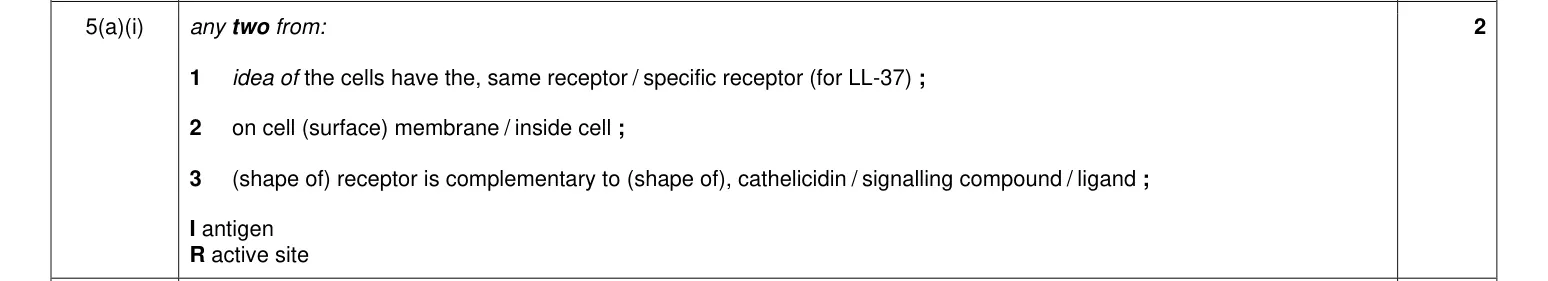 5(a)(i) any two from: 2
1 idea of the cells have the, same receptor / specific receptor (for LL-37) ;
2 on cell (surface) membrane / inside cell ;
3 (shape of) receptor is complementary to (shape of), cathelicidin / signalling compound / ligand ;
I antigen
R active site